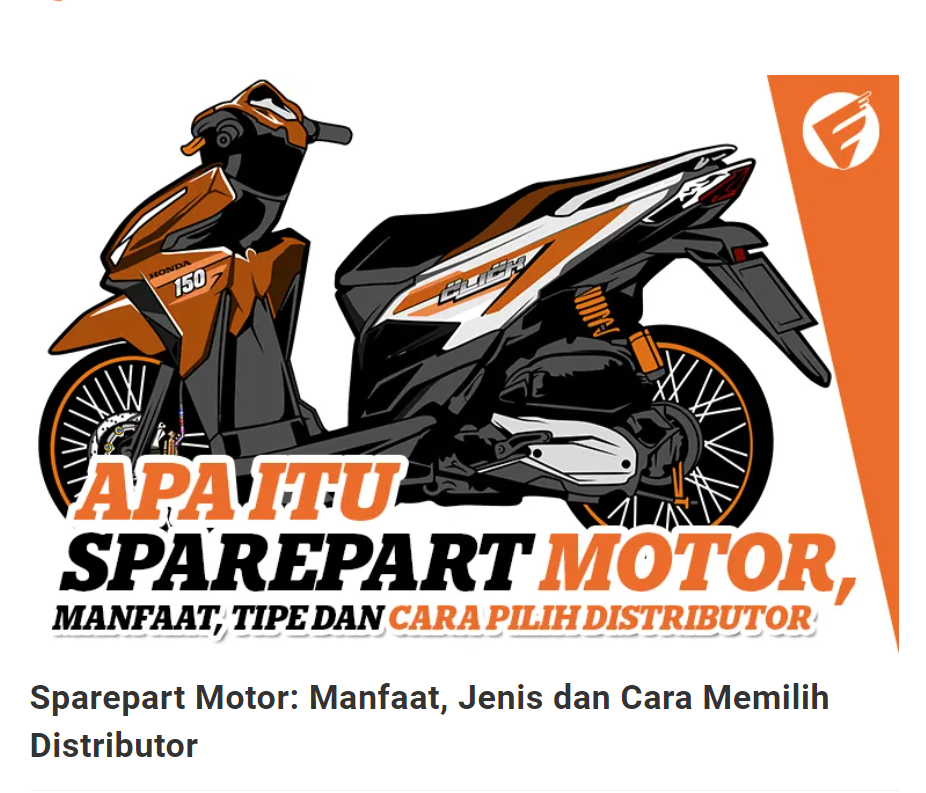 HONDA
150
CLICK
APA ITU
SPAREPART MOTOR,
MANFAAT, TIPE DAN CARA PILIH DISTRIBUTOR
Sparepart Motor: Manfaat, Jenis dan Cara Memilih
Distributor